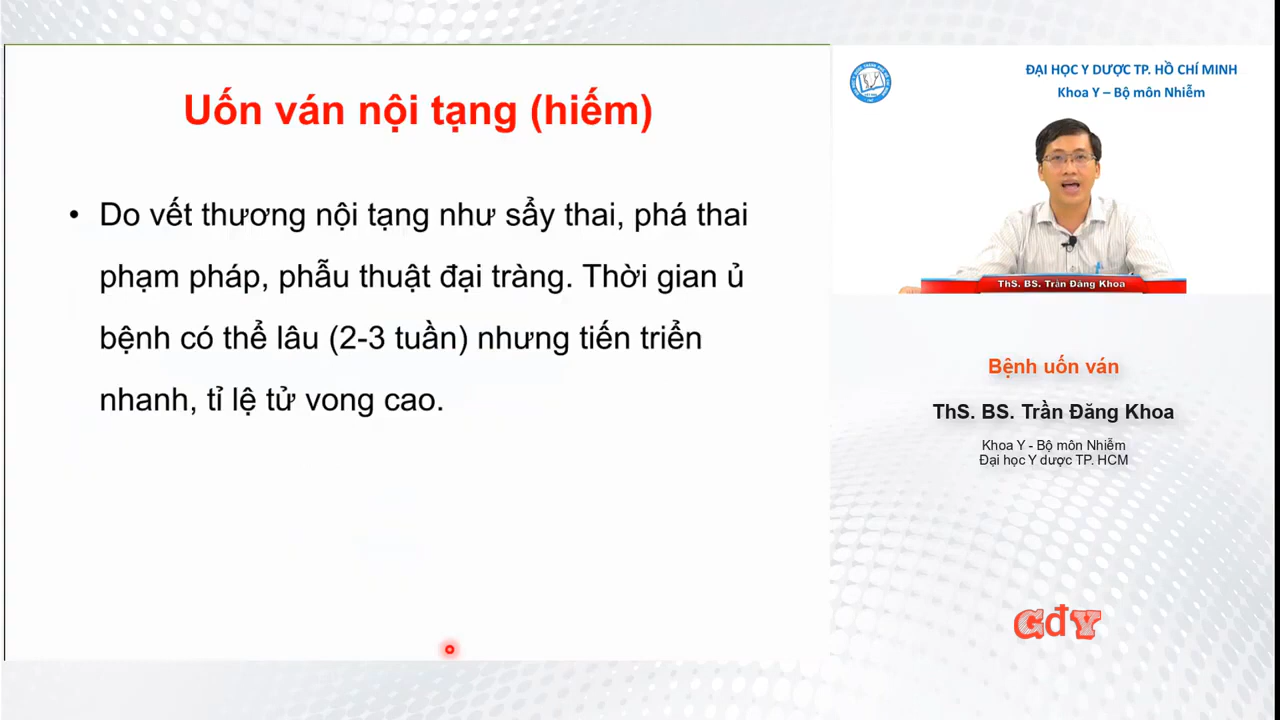 Uốn ván nội tạng (hiếm)
• Do vết thương nội tạng như sẩy thai, phá thai
phạm pháp, phẫu thuật đại tràng. Thời gian ủ
bệnh có thể lâu (2-3 tuần) nhưng tiến triển
nhanh, tỉ lệ tử vong cao.
ĐẠI HỌC Y DƯỢC TP. HỒ CHÍ MINH
Khoa Y – Bộ môn Nhiễm
ThS. BS. Trần Đăng Khoa
Bệnh uốn ván
ThS. BS. Trần Đăng Khoa
Khoa Y - Bộ môn Nhiễm
Đại học Y dược TP. HCM
GđY